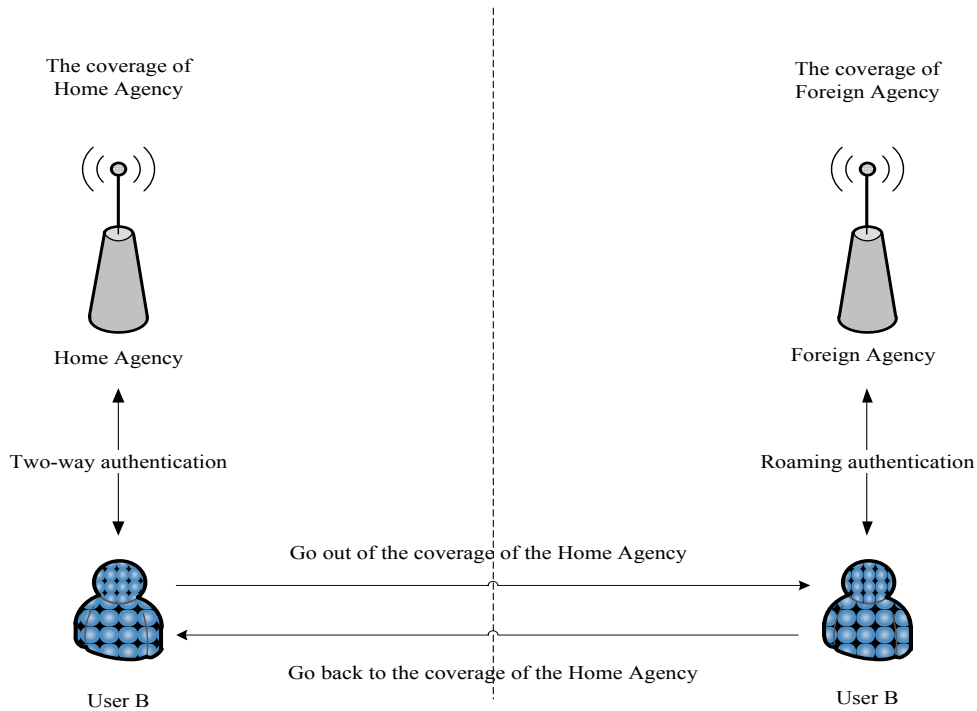 The coverage of
Home Agency
The coverage of
Foreign Agency
Home Agency
Foreign Agency
Two-way authentication
Roaming authentication
Go out of the coverage of the Home Agency
Go back to the coverage of the Home Agency
User B
User B